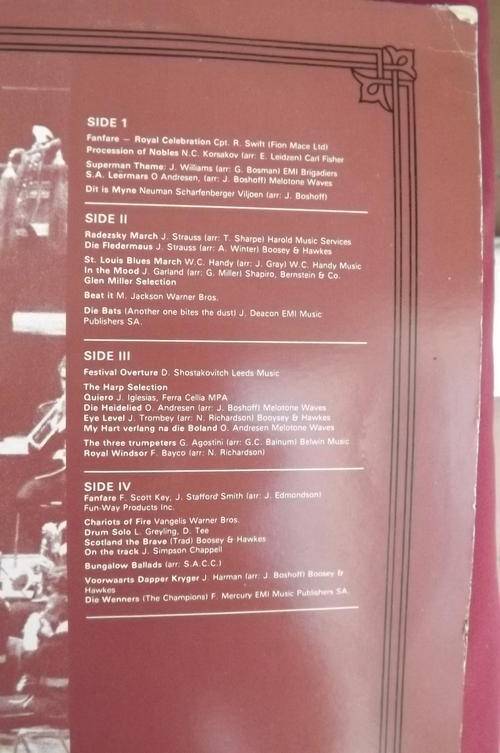 SIDE 1
Fanfare — Royal Celebration Cpt. R. Swift (Fion Mace Ltd)
Procession of Nobles N.C. Korsakov (arr: E. Leidzen) Carl Fisher
Superman Theme: J. Williams (arr: G. Bosman) EMI Brigadiers
S.A. Leermars O Andresen, (arr: J. Boshoff) Melotone Waves
Dit is Myne Neuman Scharfenberger Viljoen (arr: J. Boshoff)
SIDE II
Radezsky March J. Strauss (arr: T. Sharpe) Harold Music Services
Die Fledermaus J. Strauss (arr: A. Winter) Boosey & Hawkes
St. Louis Blues March W.C. Handy (arr: J. Gray) W.C. Handy Music
In the Mood J. Garland (arr: G. Miller) Shapiro, Bernstein & Co.
Glen Miller Selection
Beat it M. Jackson Warner Bros.
Die Bats (Another one bites the dust) J. Deacon EMI Music
Publishers SA.
SIDE III
Festival Overture D. Shostakovitch Leeds Music
The Harp Selection
Quiero J. Iglesias, Ferra Cellia MPA
Die Heidelied O. Andresen (arr: J. Boshoff) Melotone Waves
Eye Level J. Trombey (arr: N. Richardson) Booysey & Hawkes
My Hart verlang na die Boland O. Andresen Melotone Waves
The three trumpeters G. Agostini (arr: G.C. Bainum) Belwin Music
Royal Windsor F. Bayco (arr: N. Richardson)
SIDE IV
Fanfare F. Scott Key, J. Stafford Smith (arr: J. Edmondson)
Fun-Way Products Inc.
Chariots of Fire Vangelis Warner Bros.
Drum Solo L. Greyling, D. Tee
Scotland the Brave (Trad) Boosey & Hawkes
On the track J. Simpson Chappell
Bungalow Ballads (arr: S.A.C.C.)
Voorwaarts Dapper Kryger J. Harman (arr: J. Boshoff) Boosey &
Hawkes
Die Wenners (The Champions) F. Mercury EMI Music Publishers SA.